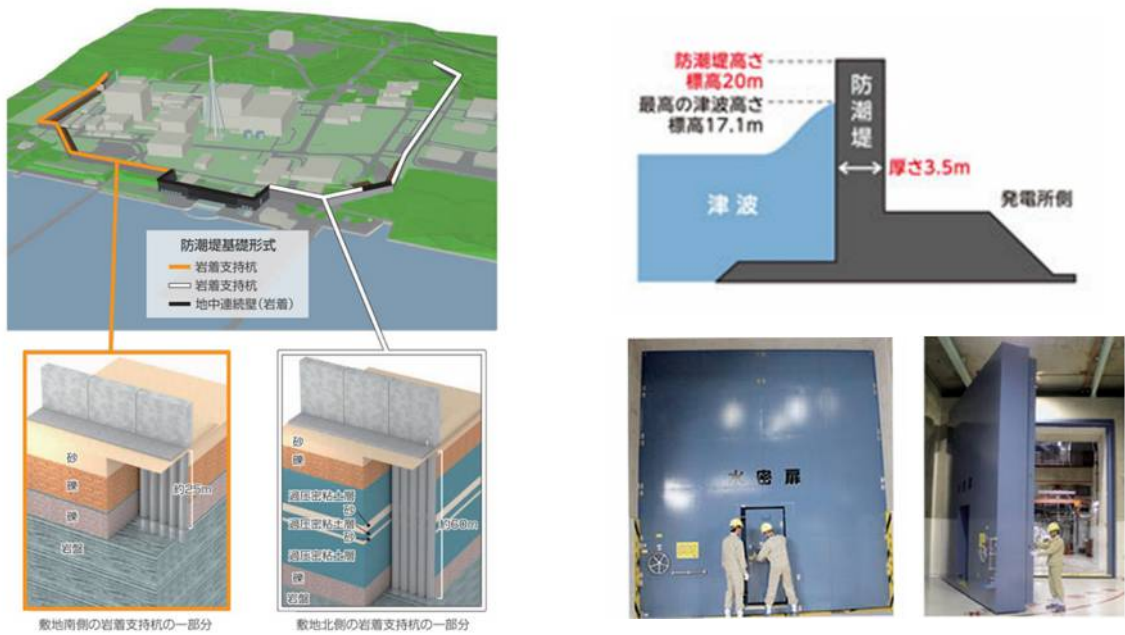 防潮堤基礎形式
岩着支持杭
岩着支持杭
地中連続壁(岩着)
砂
礫
礫
岩盤
約25m
敷地南側の岩着支持杭の一部分
砂
礫
過圧密粘土層
砂
過圧密粘土層
砂
過圧密粘土層
礫
岩盤
約60m
敷地北側の岩着支持杭の一部分
防潮堤高さ
標高20m
最高の津波高さ
標高17.1m
防潮堤
厚さ3.5m
津波
発電所側
水密扉